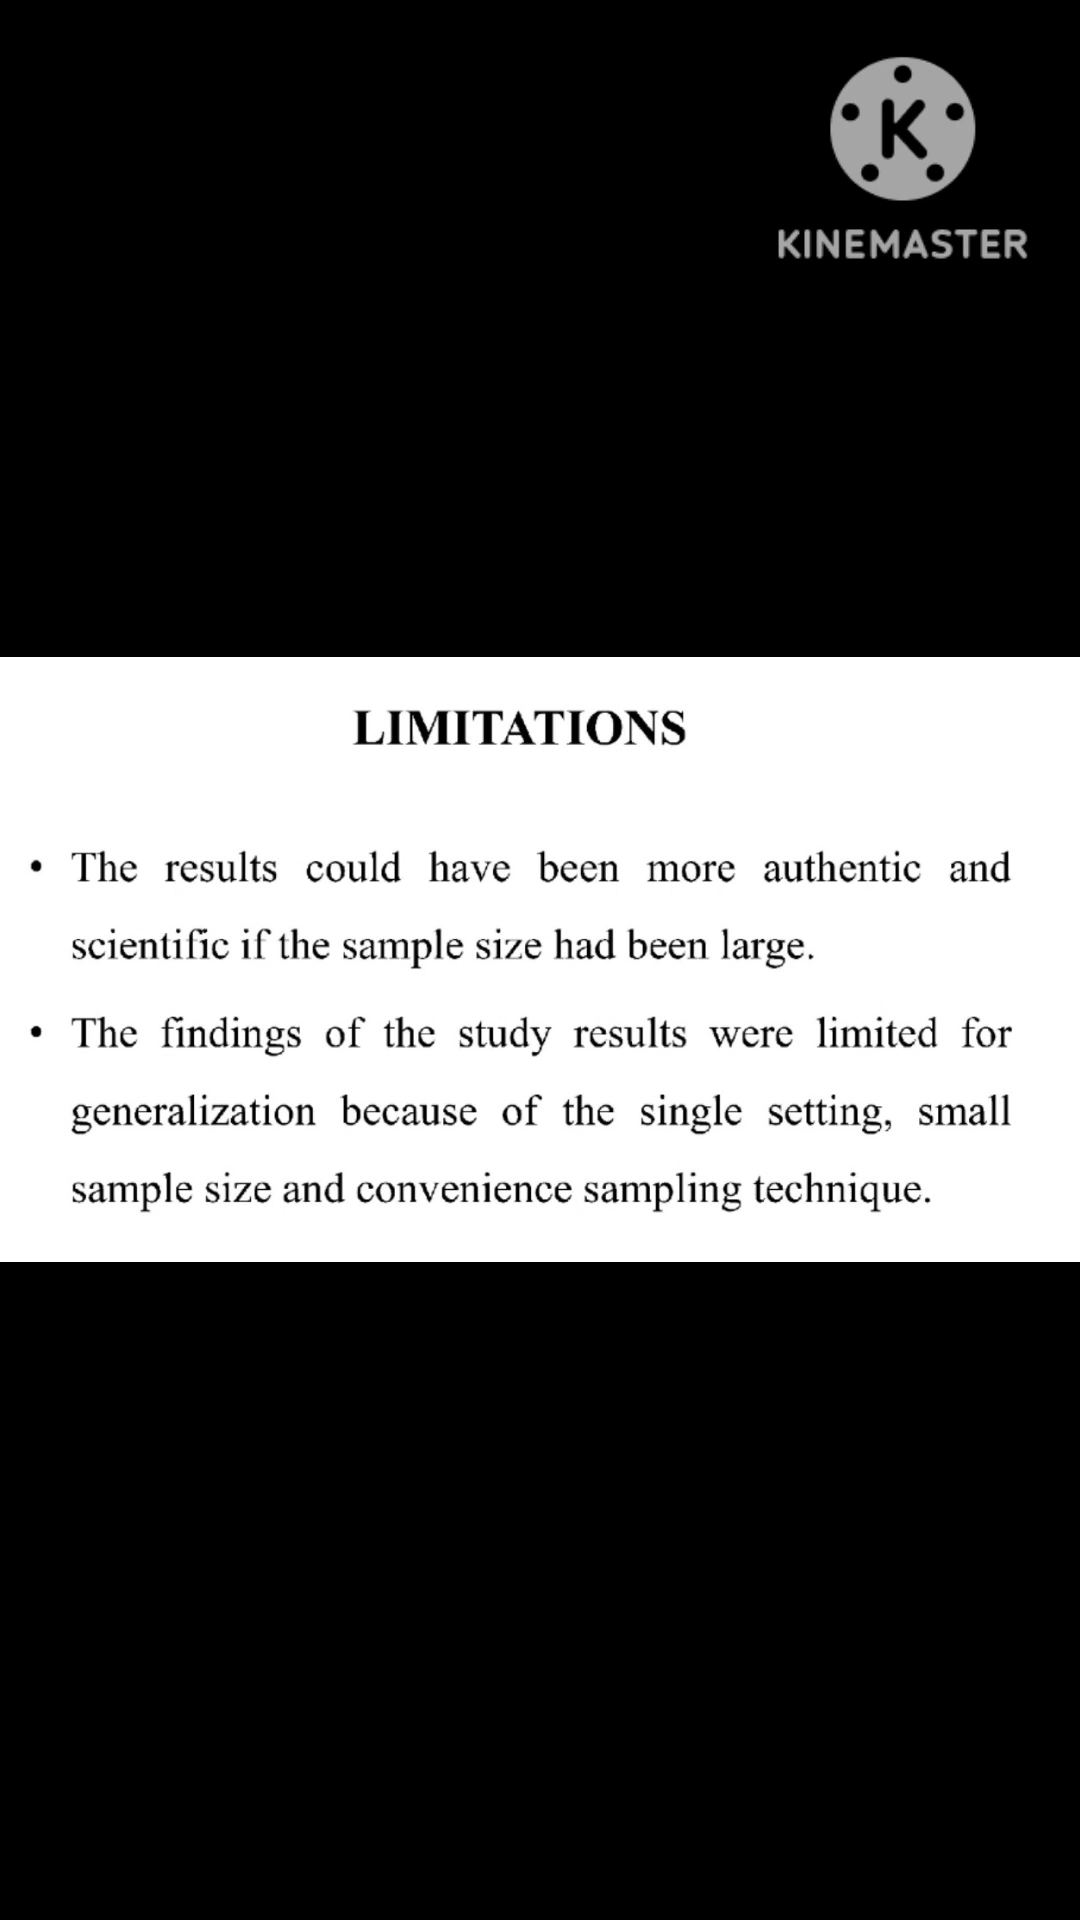 K
KINEMASTER
LIMITATIONS
• The results could have been more authentic and
scientific if the sample size had been large.
• The findings of the study results were limited for
generalization because of the single setting, small
sample size and convenience sampling technique.